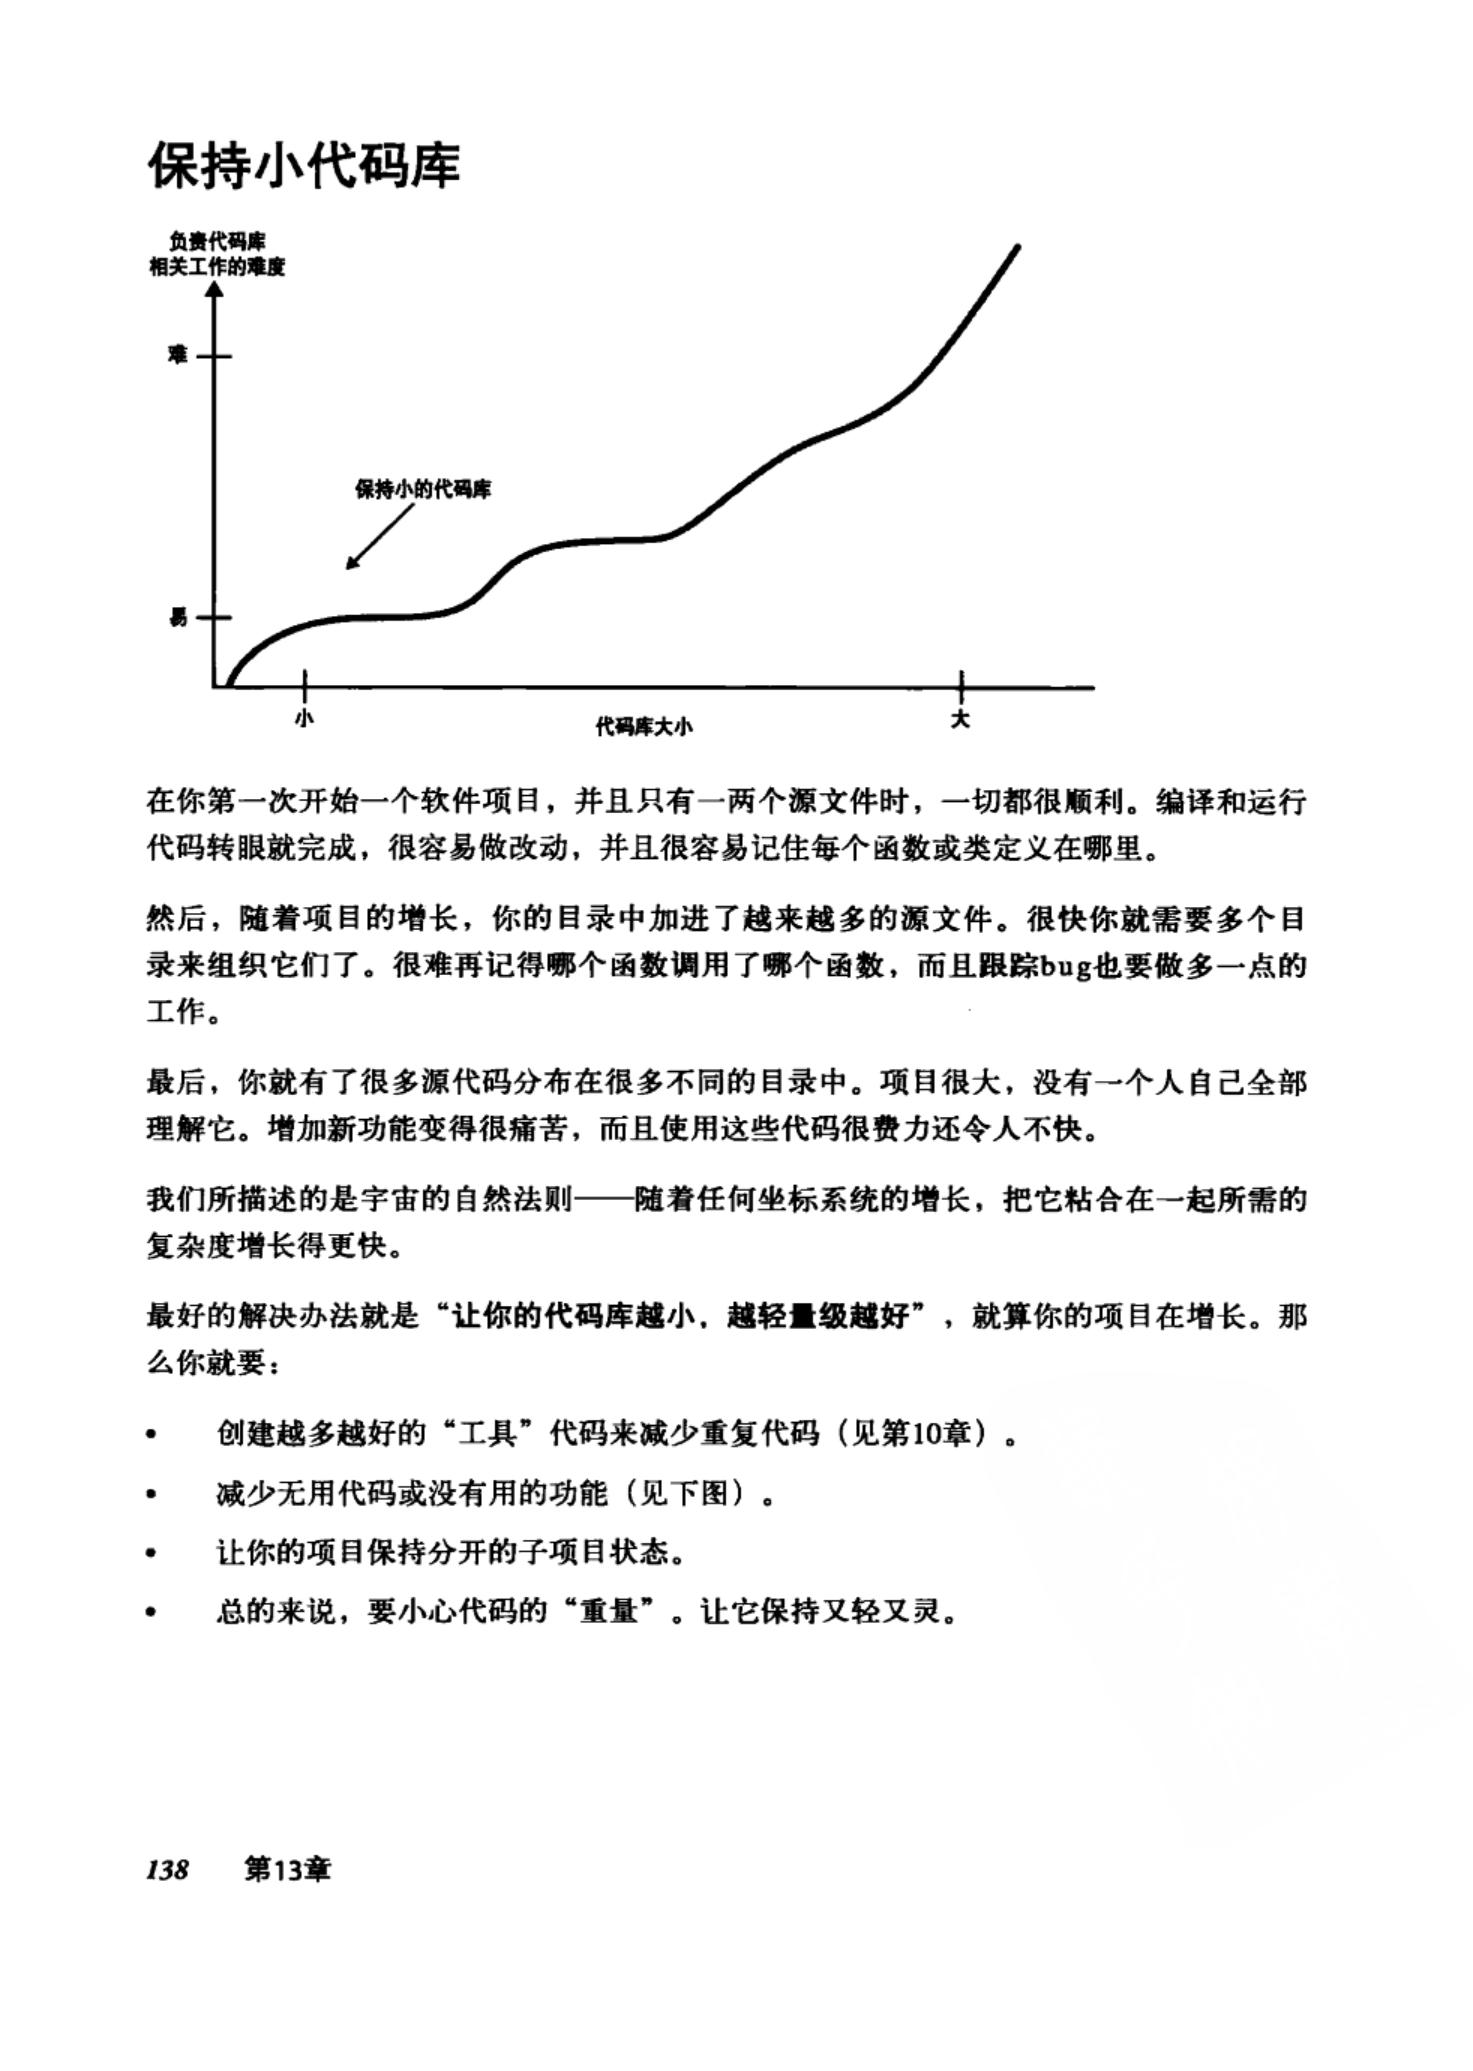 保持小代码库
负责代码库
相关工作的难度
难
保持小的代码库
易
小
代码库大小
大
在你第一次开始一个软件项目，并且只有一两个源文件时，一切都很顺利。编译和运行
代码转眼就完成，很容易做改动，并且很容易记住每个函数或类定义在哪里。
然后，随着项目的增长，你的目录中加进了越来越多的源文件。很快你就需要多个目
录来组织它们了。很难再记得哪个函数调用了哪个函数，而且跟踪bug也要做多一点的
工作。
最后，你就有了很多源代码分布在很多不同的目录中。项目很大，没有一个人自己全部
理解它。增加新功能变得很痛苦，而且使用这些代码很费力还令人不快。
我们所描述的是宇宙的自然法则——随着任何坐标系统的增长，把它粘合在一起所需的
复杂度增长得更快。
最好的解决办法就是“让你的代码库越小，越轻量级越好”，就算你的项目在增长。那
么你就要：
• 创建越多越好的“工具”代码来减少重复代码（见第10章）。
• 减少无用代码或没有用的功能（见下图）。
• 让你的项目保持分开的子项目状态。
• 总的来说，要小心代码的“重量”。让它保持又轻又灵。
138 第13章